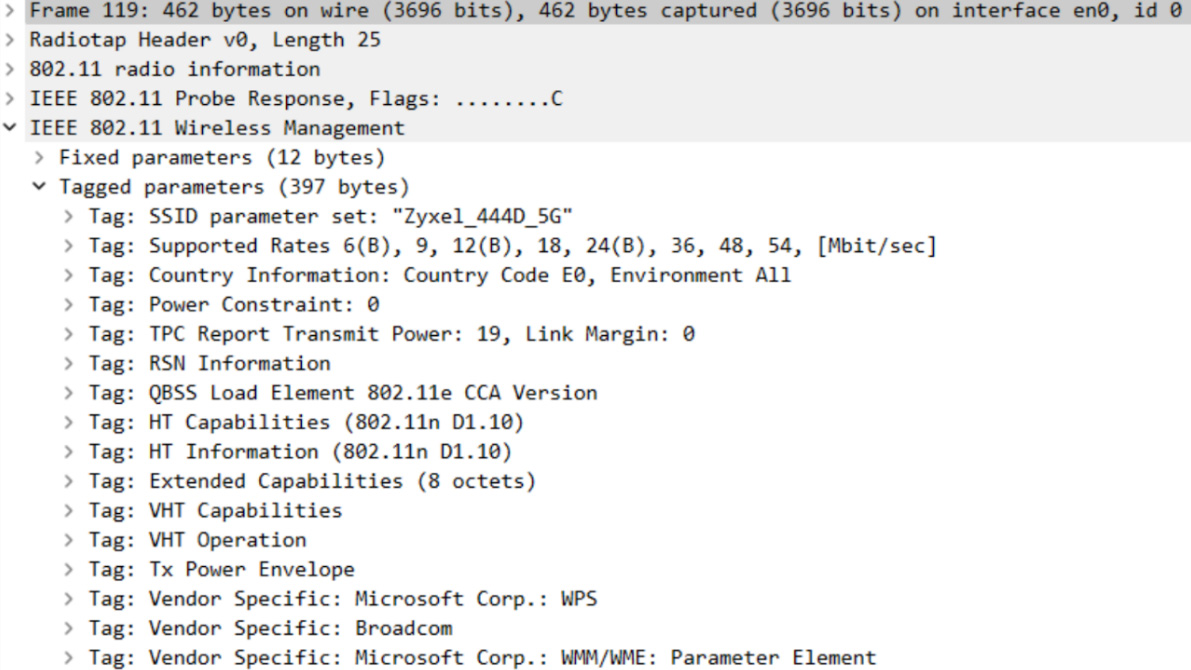 Frame 119: 462 bytes on wire (3696 bits), 462 bytes captured (3696 bits) on interface en0, id 0
Radiotap Header v0, Length 25
802.11 radio information
IEEE 802.11 Probe Response, Flags: ........C
IEEE 802.11 Wireless Management
Fixed parameters (12 bytes)
Tagged parameters (397 bytes)
Tag: SSID parameter set: "Zyxel_444D_5G"
Tag: Supported Rates 6(B), 9, 12(B), 18, 24(B), 36, 48, 54, [Mbit/sec]
Tag: Country Information: Country Code E0, Environment All
Tag: Power Constraint: 0
Tag: TPC Report Transmit Power: 19, Link Margin: 0
Tag: RSN Information
Tag: QBSS Load Element 802.11e CCA Version
Tag: HT Capabilities (802.11n D1.10)
Tag: HT Information (802.11n D1.10)
Tag: Extended Capabilities (8 octets)
Tag: VHT Capabilities
Tag: VHT Operation
Tag: Tx Power Envelope
Tag: Vendor Specific: Microsoft Corp.: WPS
Tag: Vendor Specific: Broadcom
Tag: Vendor Specific: Microsoft Corp.: WMM/WME: Parameter Element